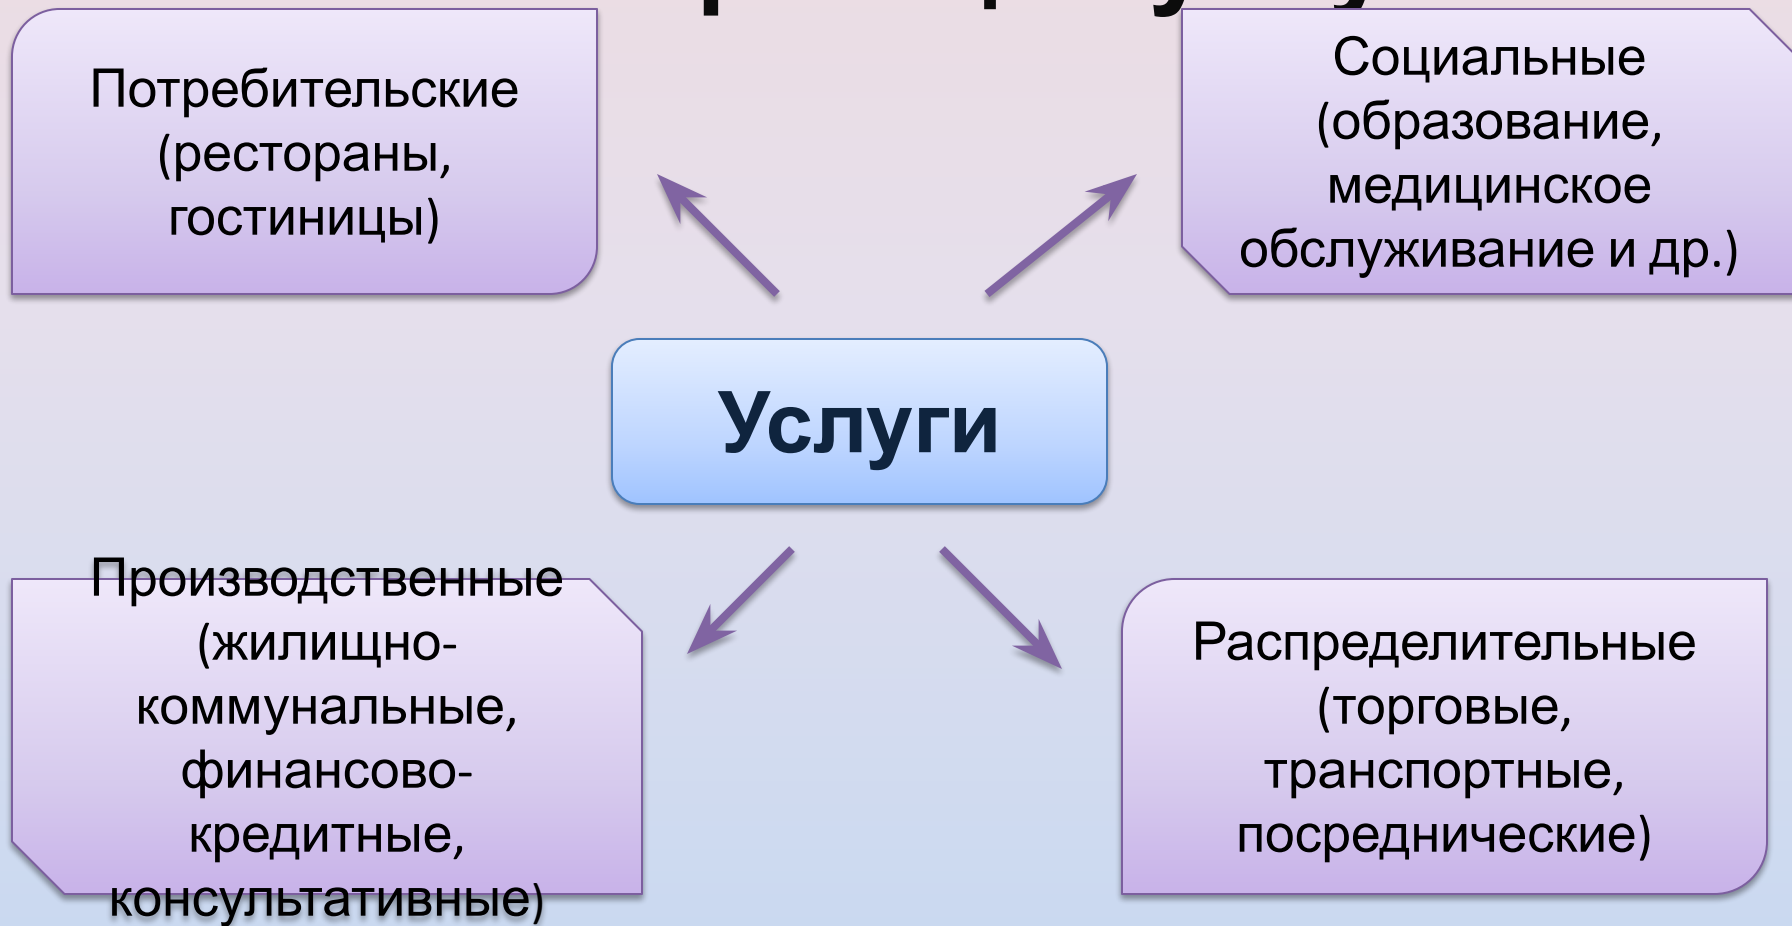 Потребительские
(рестораны,
гостиницы)
Социальные
(образование,
медицинское
обслуживание и др.)
Услуги
Производственные
(жилищно-
коммунальные,
финансово-
кредитные,
консультативные)
Распределительные
(торговые,
транспортные,
посреднические)